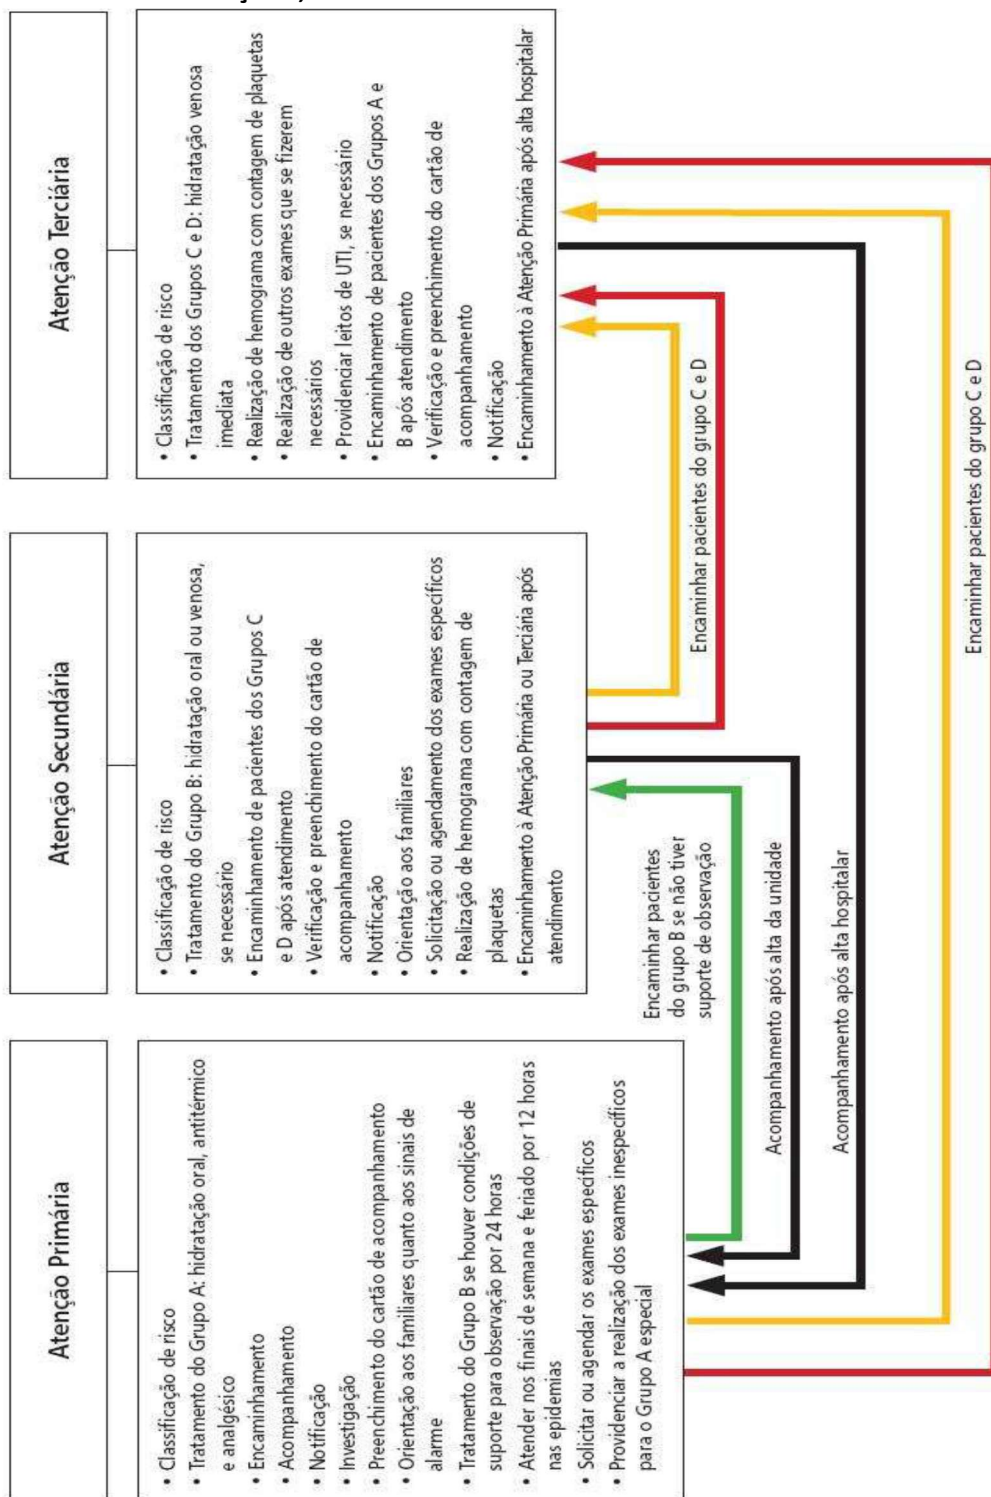 Atenção Primária
• Classificação de risco
• Tratamento do Grupo A: hidratação oral, antitérmico
e analgésico
• Encaminhamento
• Acompanhamento
• Notificação
• Investigação
• Preenchimento do cartão de acompanhamento
• Orientação aos familiares quanto aos sinais de
alarme
• Tratamento do Grupo B se houver condições de
suporte para observação por 24 horas
• Atender nos finais de semana e feriado por 12 horas
nas epidemias
• Solicitar ou agendar os exames específicos
• Providenciar a realização dos exames inespecíficos
para o Grupo A especial
Atenção Secundária
• Classificação de risco
• Tratamento do Grupo B: hidratação oral ou venosa,
se necessário
• Encaminhamento de pacientes dos Grupos C
e D após atendimento
• Verificação e preenchimento do cartão de
acompanhamento
• Notificação
• Orientação aos familiares
• Solicitação ou agendamento dos exames específicos
• Realização de hemograma com contagem de
plaquetas
• Encaminhamento à Atenção Primária ou Terciária após
atendimento
Atenção Terciária
• Classificação de risco
• Tratamento dos Grupos C e D: hidratação venosa
imediata
• Realização de hemograma com contagem de plaquetas
• Realização de outros exames que se fizerem
necessários
• Providenciar leitos de UTI, se necessário
• Encaminhamento de pacientes dos Grupos A e
B após atendimento
• Verificação e preenchimento do cartão de
acompanhamento
• Notificação
• Encaminhamento à Atenção Primária após alta hospitalar
Encaminhar pacientes
do grupo B se não tiver
suporte de observação
Encaminhar pacientes do grupo C e D
Acompanhamento após alta da unidade
Acompanhamento após alta hospitalar
Encaminhar pacientes do grupo C e D